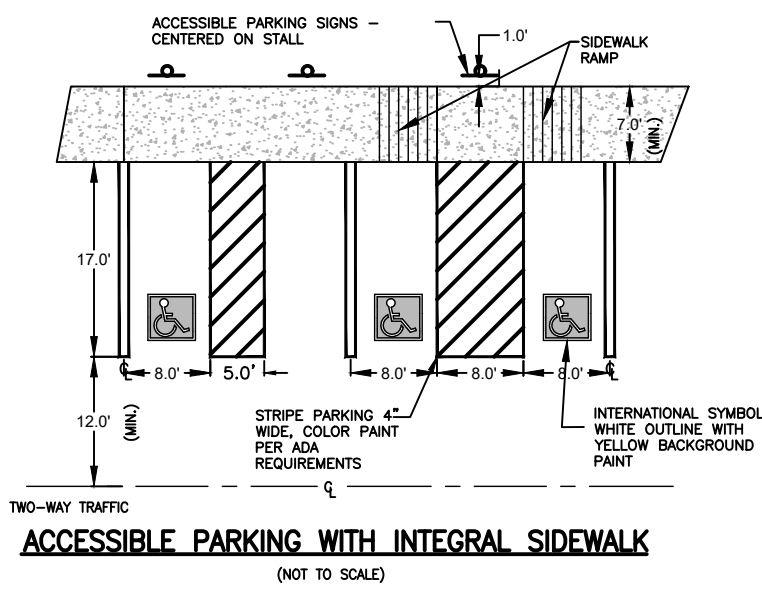 ACCESSIBLE PARKING SIGNS –
CENTERED ON STALL
1.0'
SIDEWALK
RAMP
7.0'
(MIN.)
17.0'
℄
8.0'
5.0'
8.0'
8.0'
8.0'
℄
12.0'
(MIN.)
STRIPE PARKING 4"
WIDE, COLOR PAINT
PER ADA
REQUIREMENTS
INTERNATIONAL SYMBOL
WHITE OUTLINE WITH
YELLOW BACKGROUND
PAINT
℄
TWO-WAY TRAFFIC
ACCESSIBLE PARKING WITH INTEGRAL SIDEWALK
(NOT TO SCALE)